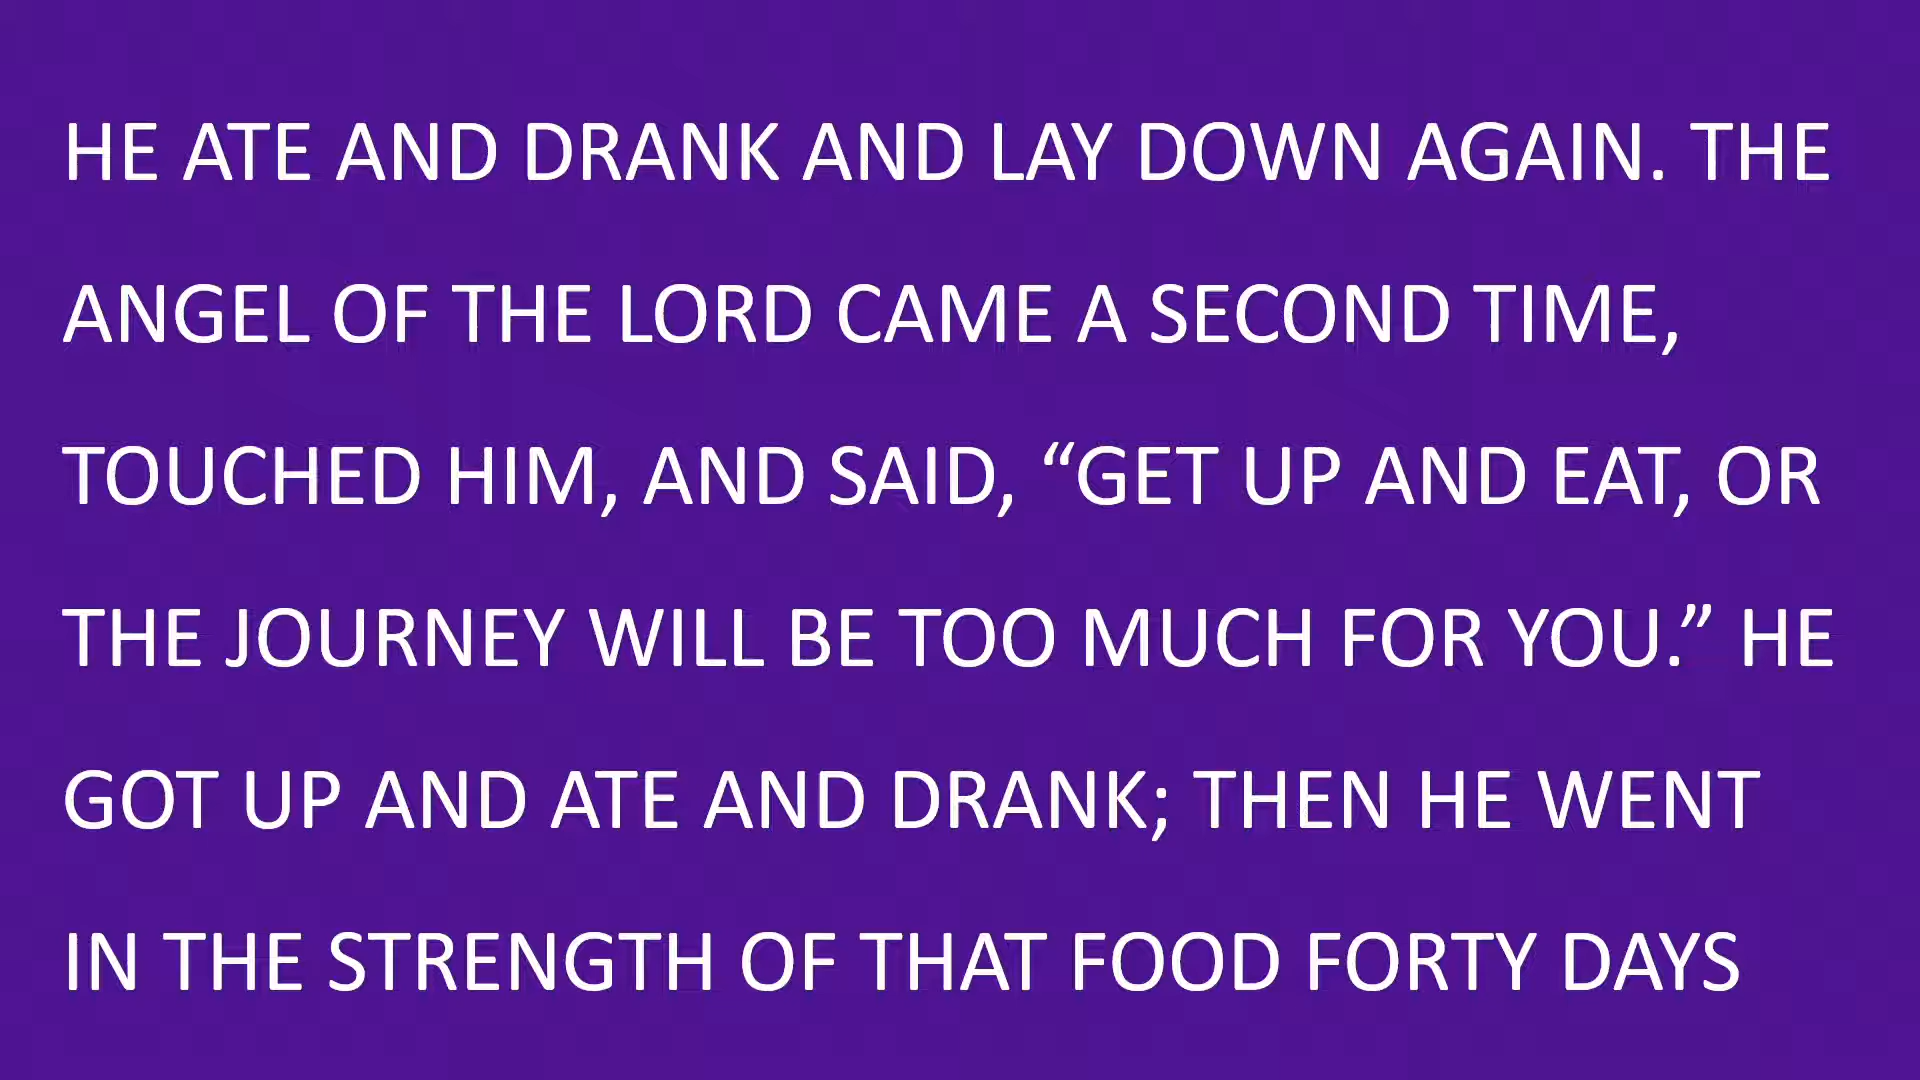 HE ATE AND DRANK AND LAY DOWN AGAIN. THE
ANGEL OF THE LORD CAME A SECOND TIME,
TOUCHED HIM, AND SAID, “GET UP AND EAT, OR
THE JOURNEY WILL BE TOO MUCH FOR YOU.” HE
GOT UP AND ATE AND DRANK; THEN HE WENT
IN THE STRENGTH OF THAT FOOD FORTY DAYS